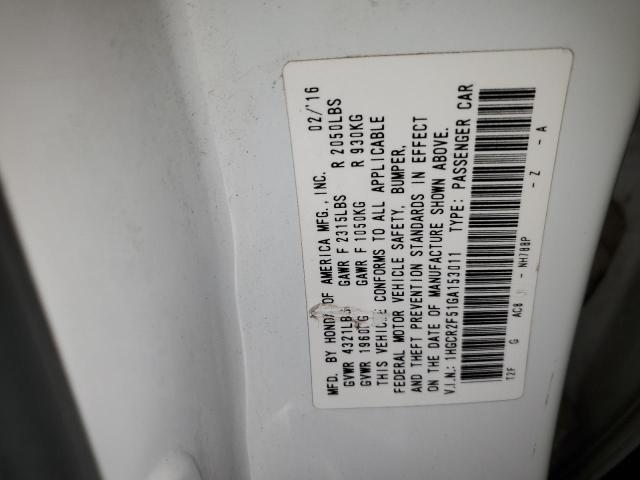 MFD. BY HONDA OF AMERICA MFG., INC. 02/'16
GVWR 4321LBS GAWR F 2315LBS R 2050LBS
GVWR 1960KG GAWR F 1050KG R 930KG
THIS VEHICLE CONFORMS TO ALL APPLICABLE
FEDERAL MOTOR VEHICLE SAFETY, BUMPER,
AND THEFT PREVENTION STANDARDS IN EFFECT
ON THE DATE OF MANUFACTURE SHOWN ABOVE.
V.I.N.: 1HGCR2F51GA153011 TYPE: PASSENGER CAR
T2F G AC8 - NH788P - Z - A